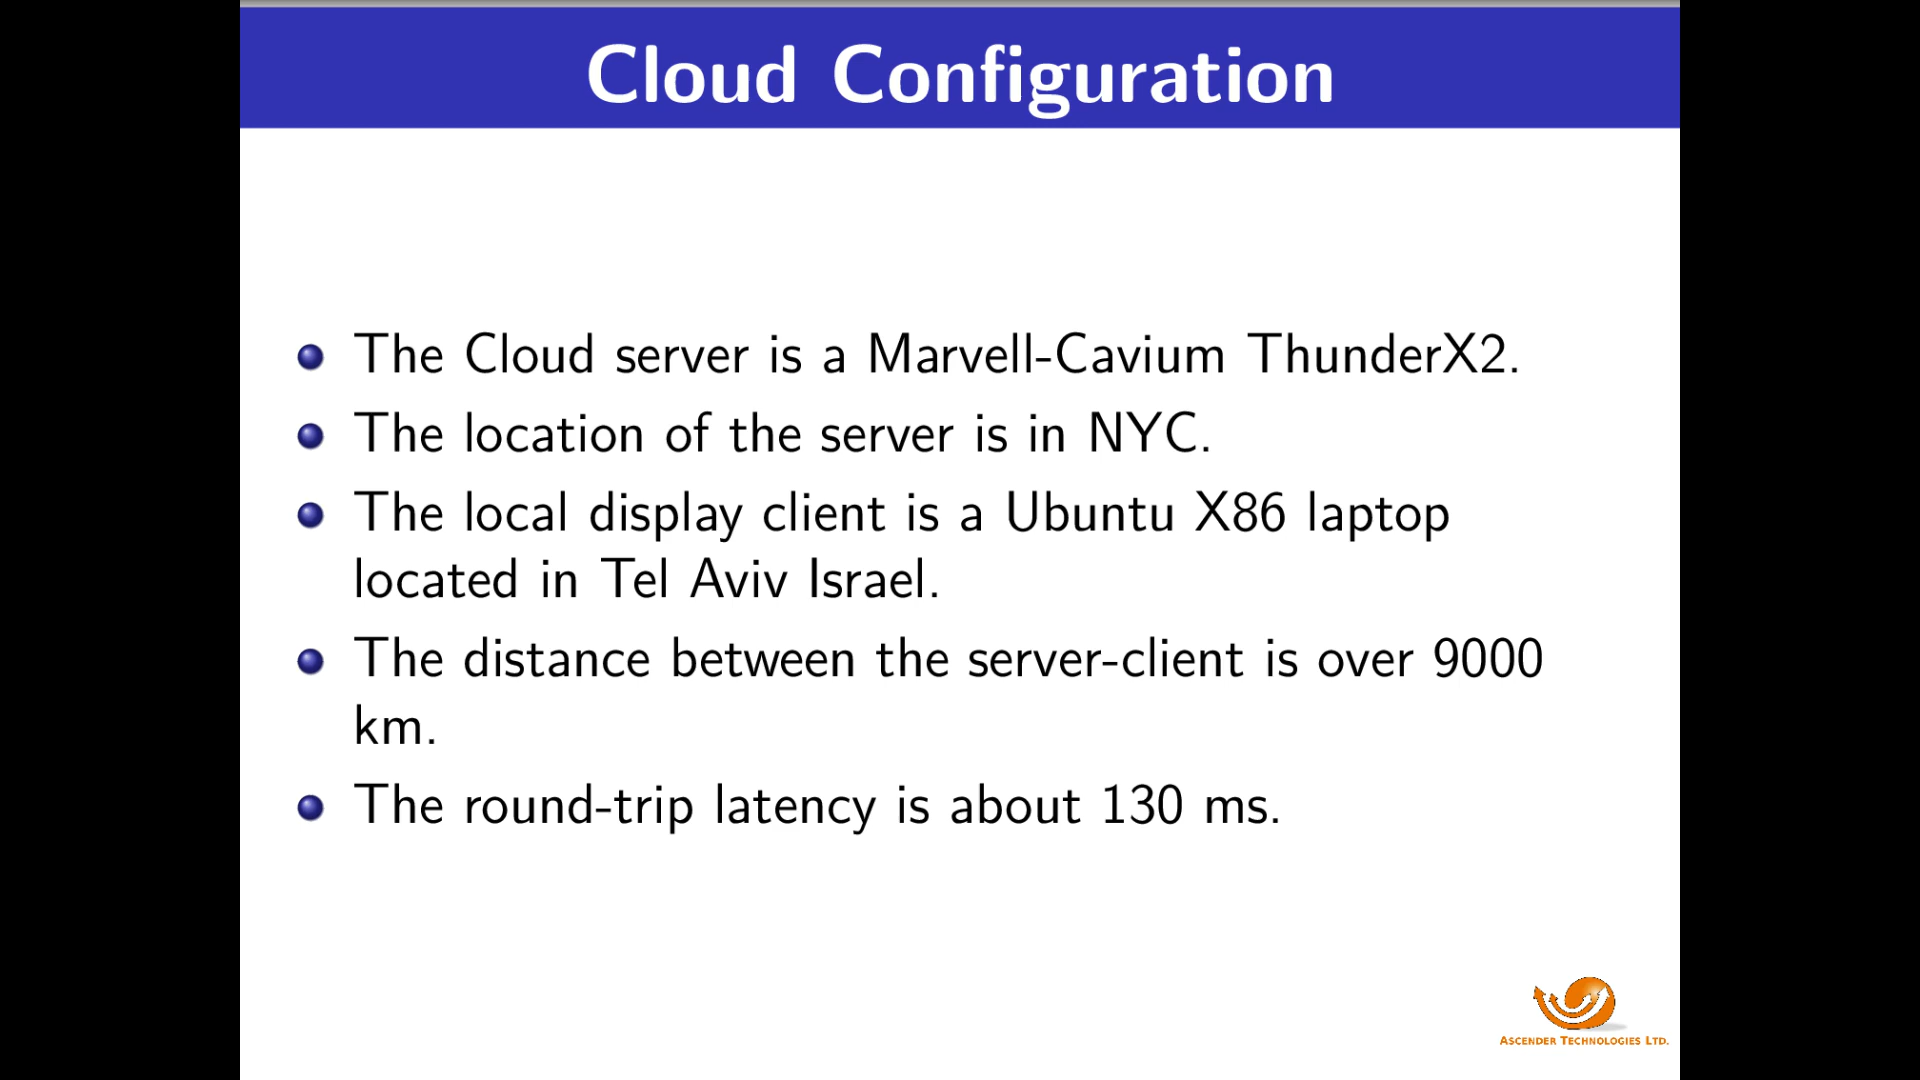 Cloud Configuration
The Cloud server is a Marvell-Cavium ThunderX2.
The location of the server is in NYC.
The local display client is a Ubuntu X86 laptop
located in Tel Aviv Israel.
The distance between the server-client is over 9000
km.
The round-trip latency is about 130 ms.
ASCENDER TECHNOLOGIES LTD.